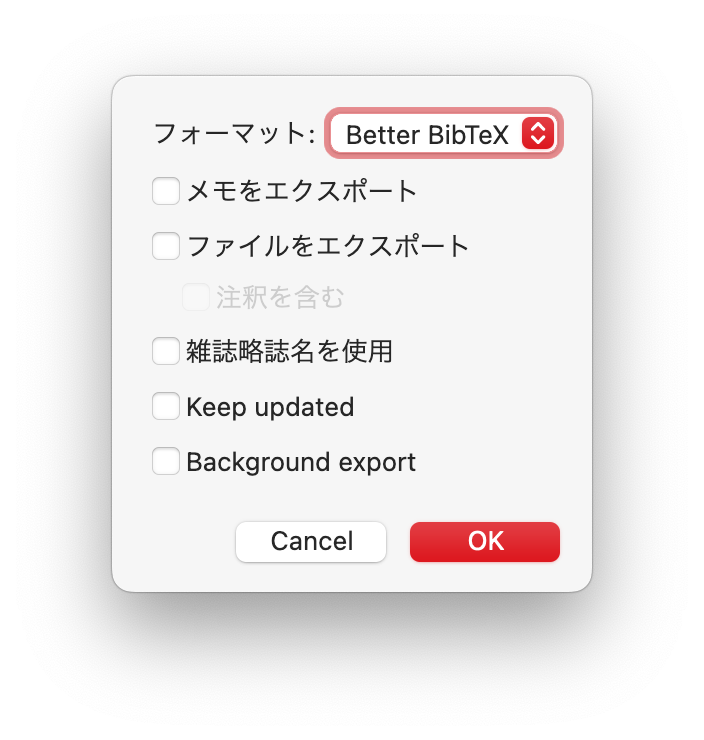 フォーマット: Better BibTeX
メモをエクスポート
ファイルをエクスポート
注釈を含む
雑誌略誌名を使用
Keep updated
Background export
Cancel OK